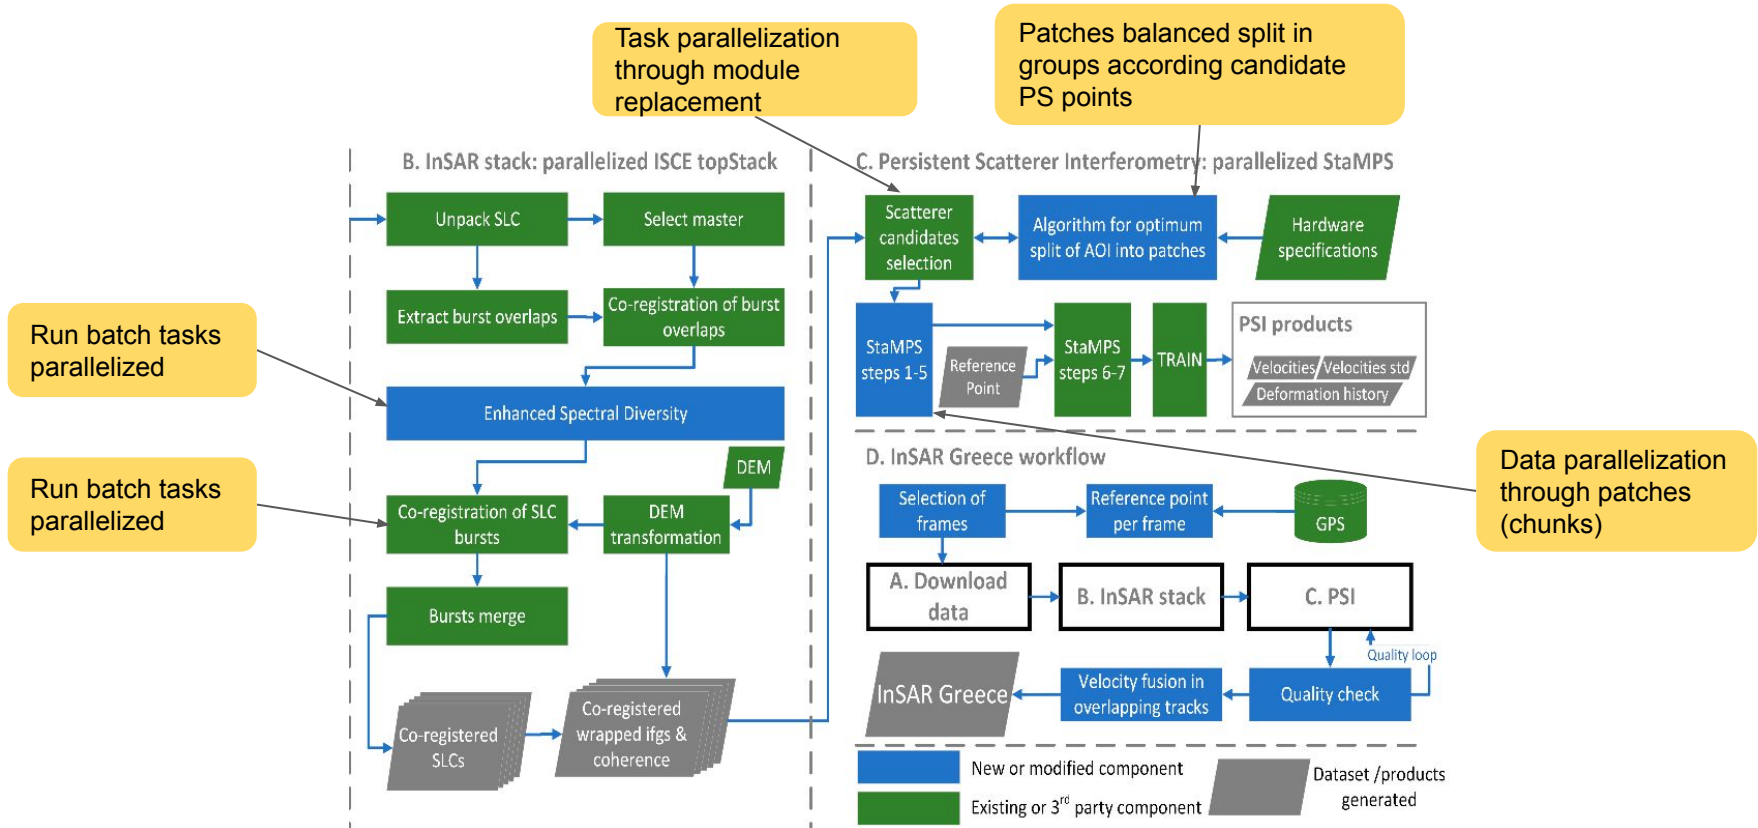 Task parallelization
through module
replacement
Patches balanced split in
groups according candidate
PS points
B. InSAR stack: parallelized ISCE topStack
Unpack SLC
Select master
Extract burst overlaps
Co-registration of burst
overlaps
Run batch tasks
parallelized
Enhanced Spectral Diversity
Run batch tasks
parallelized
DEM
Co-registration of SLC
bursts
DEM
transformation
Bursts merge
Co-registered
SLCs
Co-registered
wrapped ifgs &
coherence
C. Persistent Scatterer Interferometry: parallelized StaMPS
Scatterer
candidates
selection
Algorithm for optimum
split of AOI into patches
Hardware
specifications
StaMPS
steps 1-5
Reference
Point
StaMPS
steps 6-7
TRAIN
PSI products
Velocities
Velocities std
Deformation history
Data parallelization
through patches
(chunks)
D. InSAR Greece workflow
Selection of
frames
Reference point
per frame
GPS
A. Download
data
B. InSAR stack
C. PSI
Quality loop
InSAR Greece
Velocity fusion in
overlapping tracks
Quality check
New or modified component
Existing or 3rd party component
Dataset /products
generated